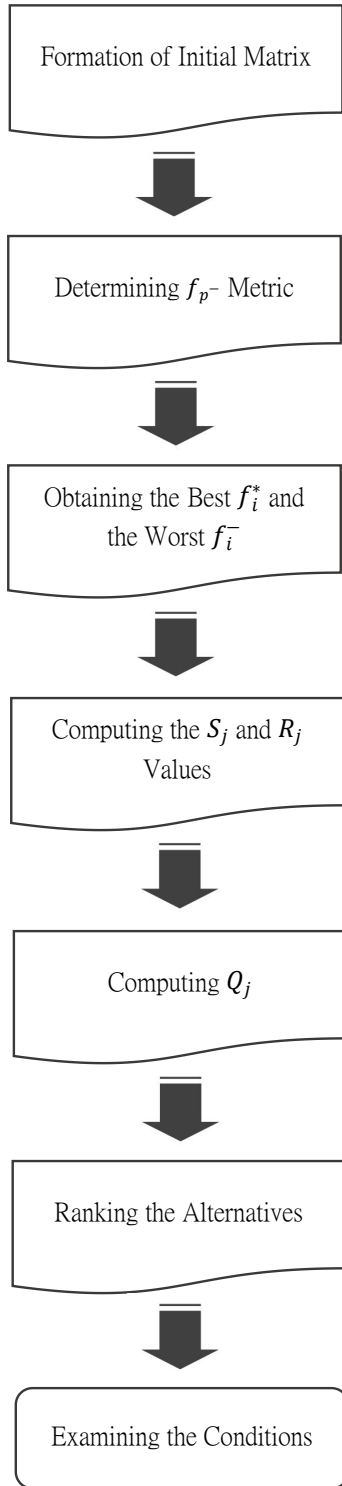 Formation of Initial Matrix
Determining $f_p$- Metric
Obtaining the Best $f_i^*$ and
the Worst $f_i^-$
Computing the $S_j$ and $R_j$
Values
Computing $Q_j$
Ranking the Alternatives
Examining the Conditions